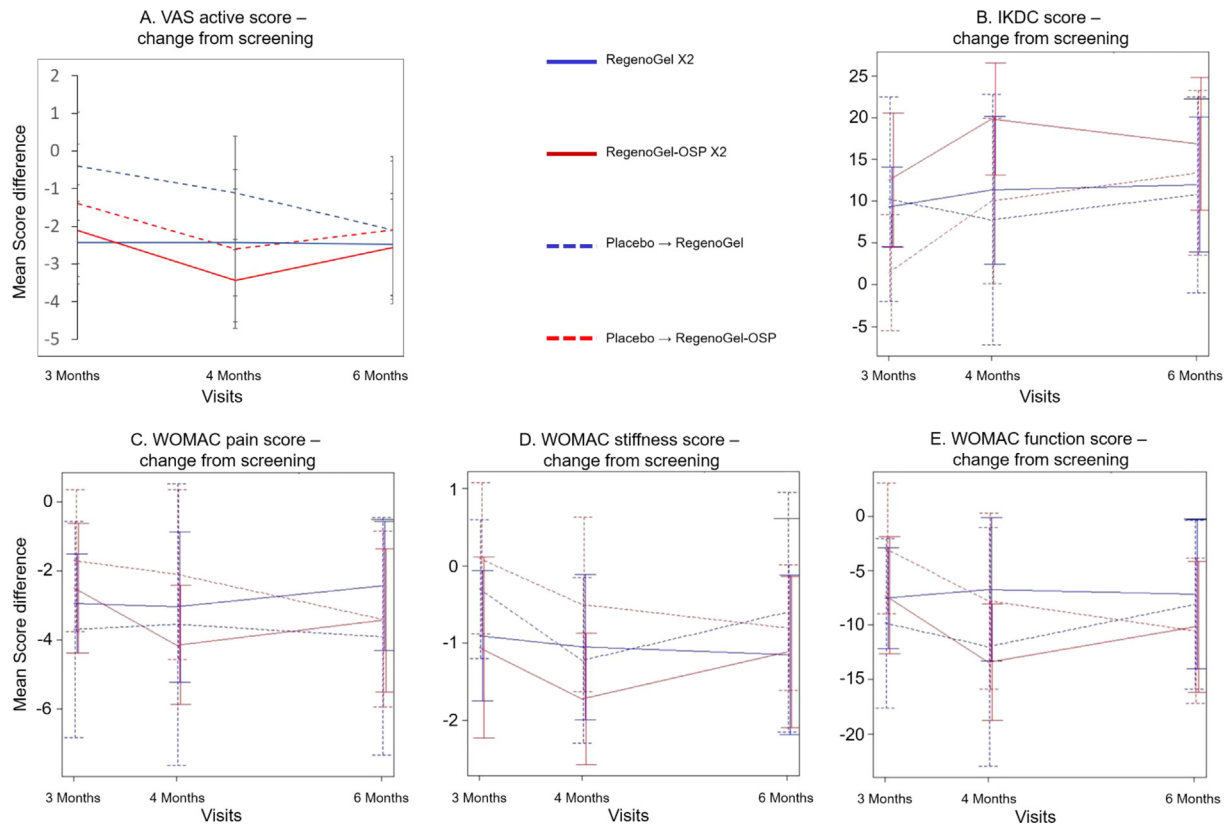 A. VAS active score –
change from screening
Mean Score difference
2
1
0
-1
-2
-3
-4
-5
3 Months
4 Months
6 Months
Visits
RegenoGel X2
RegenoGel-OSP X2
Placebo → RegenoGel
Placebo → RegenoGel-OSP
B. IKDC score –
change from screening
25
20
15
10
5
0
-5
3 Months
4 Months
6 Months
Visits
C. WOMAC pain score –
change from screening
Mean Score difference
0
-2
-4
-6
3 Months
4 Months
6 Months
Visits
D. WOMAC stiffness score –
change from screening
1
0
-1
-2
3 Months
4 Months
6 Months
Visits
E. WOMAC function score –
change from screening
0
-5
-10
-15
-20
3 Months
4 Months
6 Months
Visits